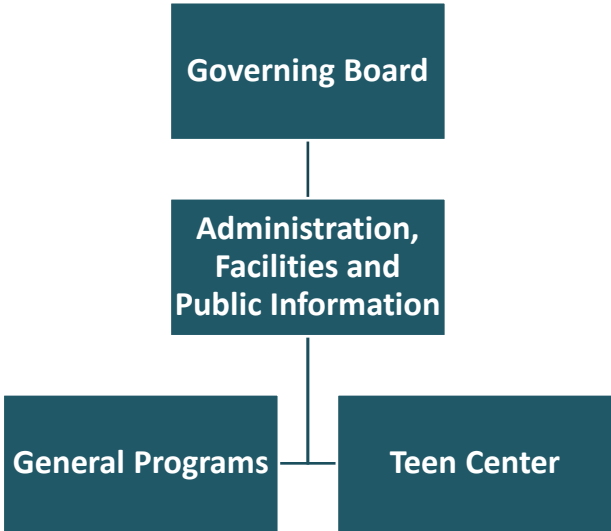 Governing Board
Administration,
Facilities and
Public Information
General Programs
Teen Center